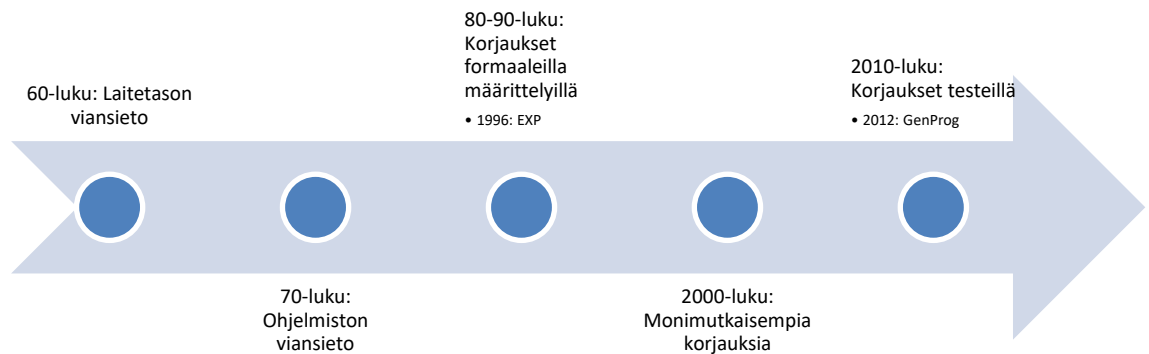 60-luku: Laitetason
viansieto
70-luku:
Ohjelmiston
viansieto
80-90-luku:
Korjaukset
formaaleilla
määrittelyillä
• 1996: EXP
2000-luku:
Monimutkaisempia
korjauksia
2010-luku:
Korjaukset testeillä
• 2012: GenProg